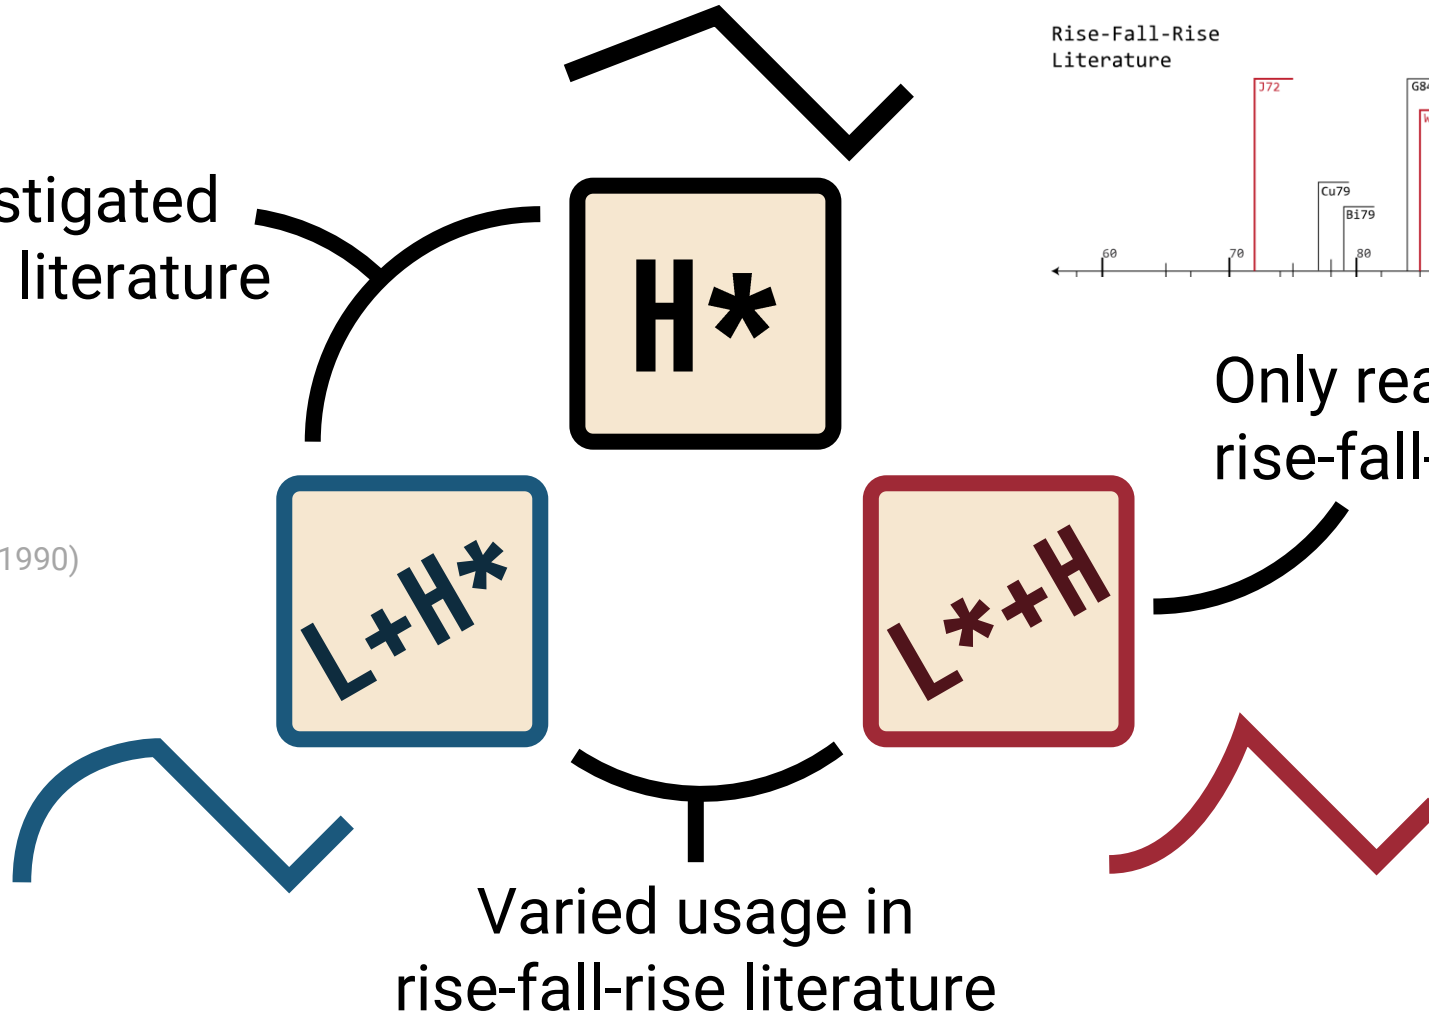 Rise-Fall-Rise
Literature
J72
G84
Cu79
Bi79
60
70
80
stigated
literature
H*
Only rea
rise-fall-
1990)
L+H*
L*+H
Varied usage in
rise-fall-rise literature